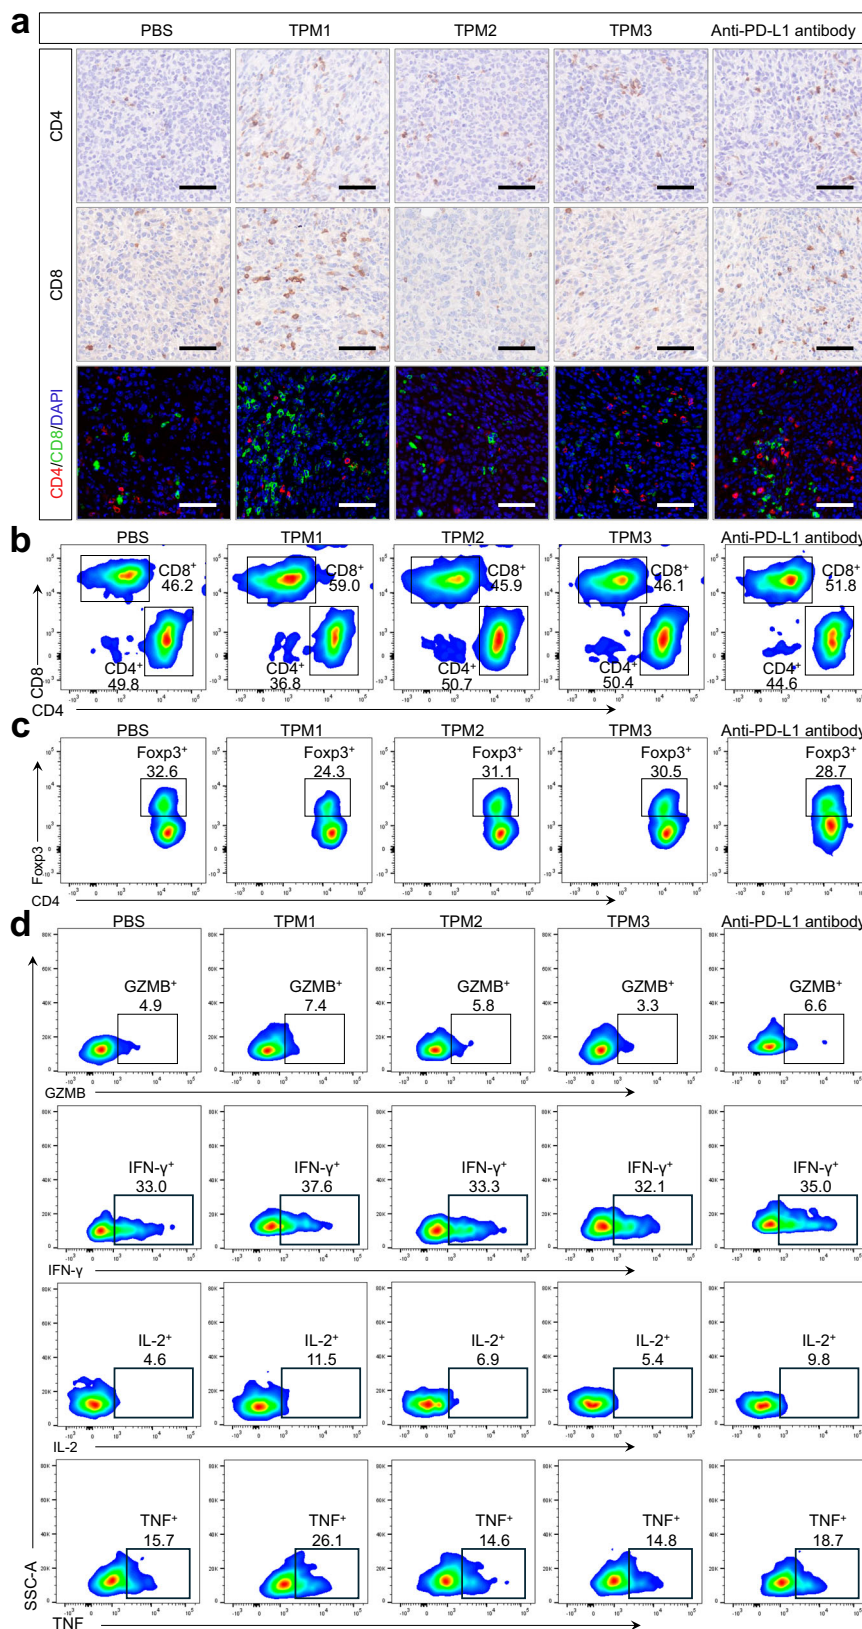 a
PBS TPM1 TPM2 TPM3 Anti-PD-L1 antibody
CD4
CD8
CD4/CD8/DAPI
b
PBS TPM1 TPM2 TPM3 Anti-PD-L1 antibody
CD8⁺ CD8⁺ CD8⁺ CD8⁺ CD8⁺
46.2 59.0 45.9 46.1 51.8
CD4⁺ CD4⁺ CD4⁺ CD4⁺ CD4⁺
49.8 36.8 50.7 50.4 44.6
CD8
CD4
c
PBS TPM1 TPM2 TPM3 Anti-PD-L1 antibody
Foxp3⁺ Foxp3⁺ Foxp3⁺ Foxp3⁺ Foxp3⁺
32.6 24.3 31.1 30.5 28.7
Foxp3
CD4
d
PBS TPM1 TPM2 TPM3 Anti-PD-L1 antibody
GZMB⁺ GZMB⁺ GZMB⁺ GZMB⁺ GZMB⁺
4.9 7.4 5.8 3.3 6.6
GZMB
IFN-γ⁺ IFN-γ⁺ IFN-γ⁺ IFN-γ⁺ IFN-γ⁺
33.0 37.6 33.3 32.1 35.0
IFN-γ
IL-2⁺ IL-2⁺ IL-2⁺ IL-2⁺ IL-2⁺
4.6 11.5 6.9 5.4 9.8
IL-2
TNF⁺ TNF⁺ TNF⁺ TNF⁺ TNF⁺
15.7 26.1 14.6 14.8 18.7
SSC-A
TNF